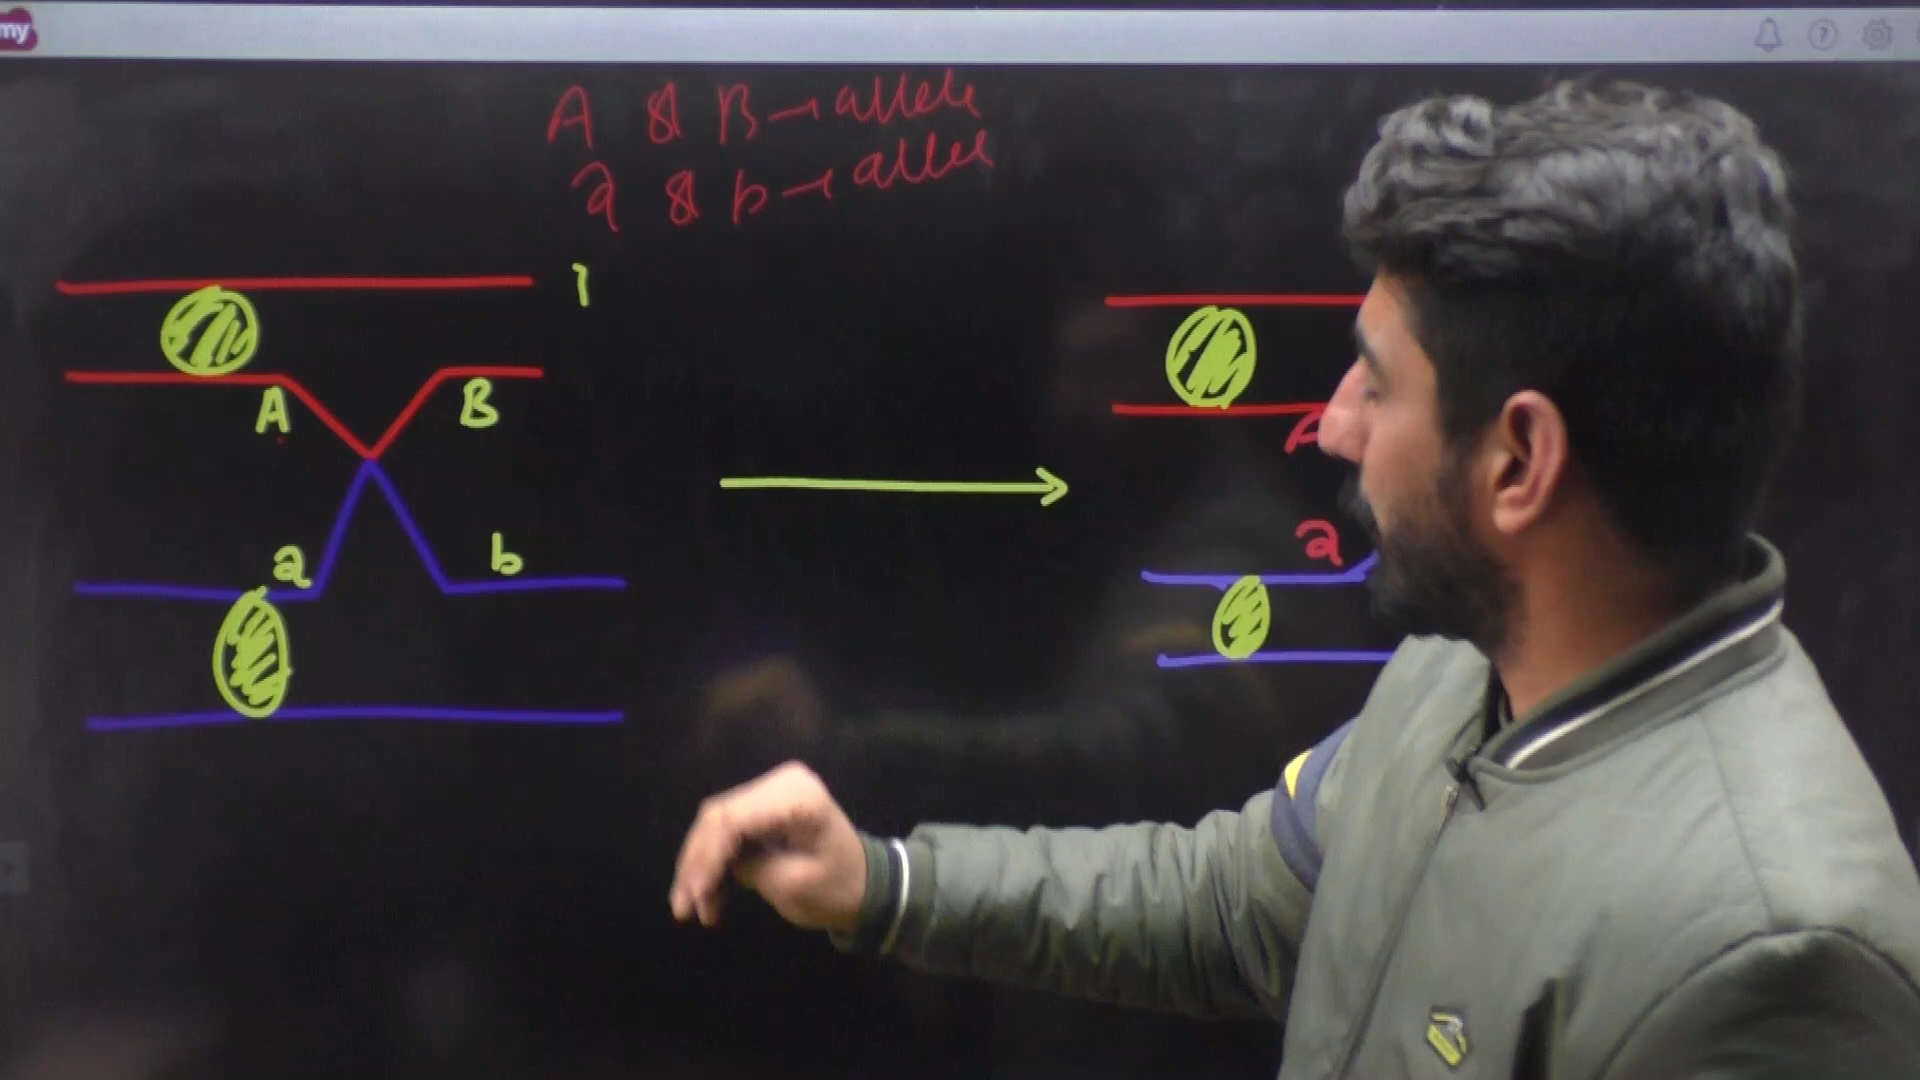 my
A & B → allele
a & b → allele
1
A B
a b
A
a